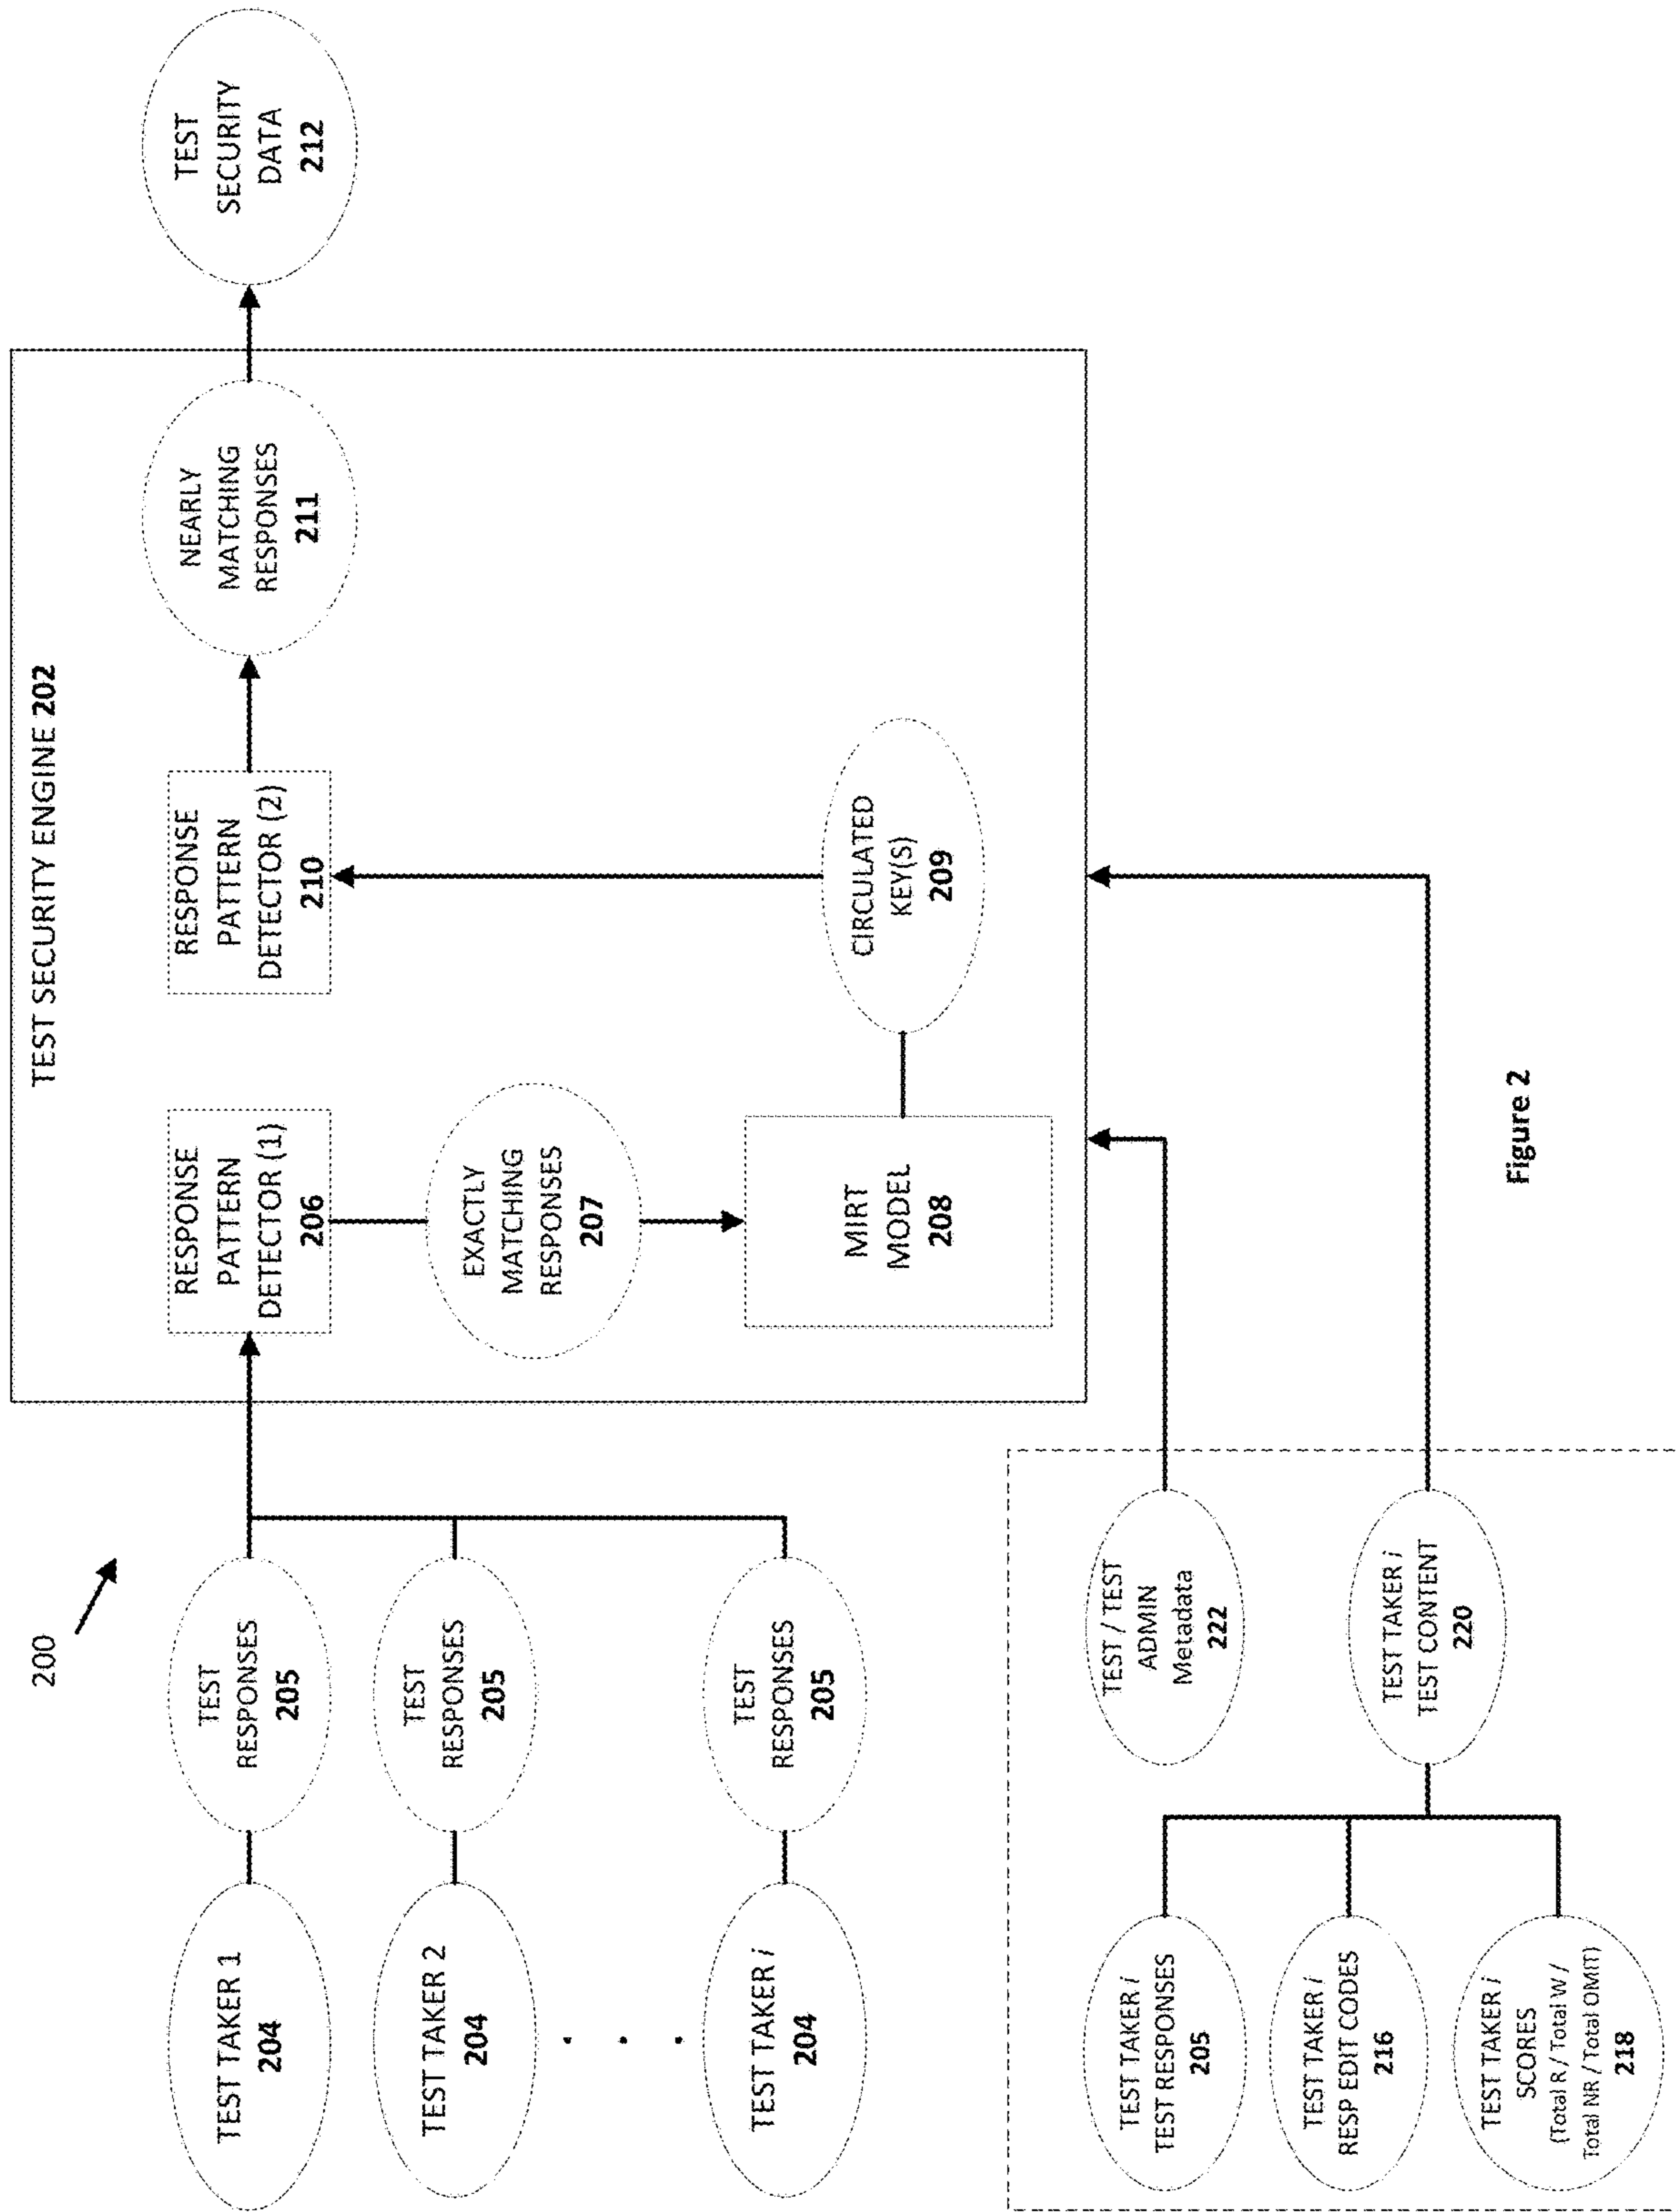 200
TEST SECURITY ENGINE 202
TEST TAKER 1
204
TEST
RESPONSES
205
RESPONSE
PATTERN
DETECTOR (1)
206
RESPONSE
PATTERN
DETECTOR (2)
210
NEARLY
MATCHING
RESPONSES
211
TEST
SECURITY
DATA
212
TEST TAKER 2
204
TEST
RESPONSES
205
EXACTLY
MATCHING
RESPONSES
207
. . .
TEST TAKER i
204
TEST
RESPONSES
205
MIRT
MODEL
208
CIRCULATED
KEY(S)
209
TEST TAKER i
TEST RESPONSES
205
TEST / TEST
ADMIN
Metadata
222
TEST TAKER i
RESP EDIT CODES
216
TEST TAKER i
TEST CONTENT
220
TEST TAKER i
SCORES
(Total R / Total W /
Total NR / Total OMIT)
218
Figure 2